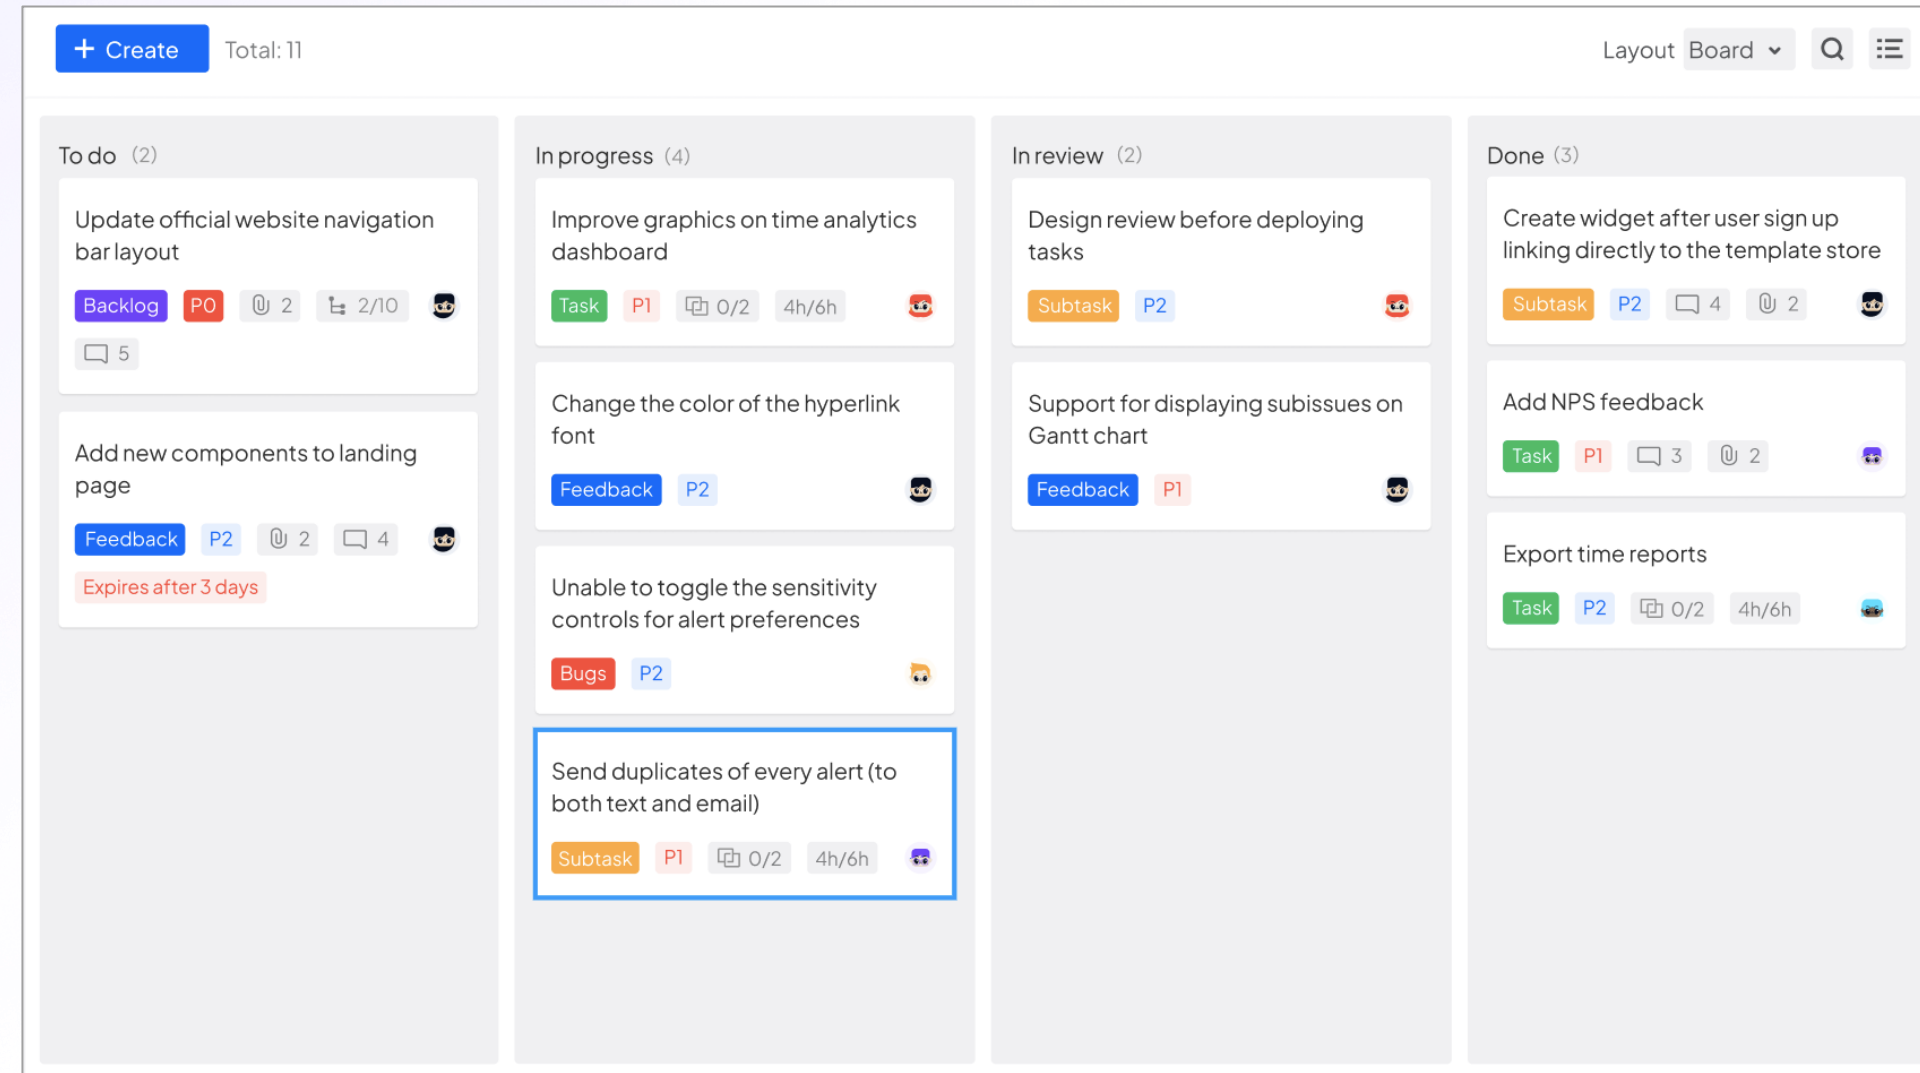 + Create Total: 11 Layout Board
To do (2)
Update official website navigation
bar layout
Backlog P0 2 2/10
5
Add new components to landing
page
Feedback P2 2 4
Expires after 3 days
In progress (4)
Improve graphics on time analytics
dashboard
Task P1 0/2 4h/6h
Change the color of the hyperlink
font
Feedback P2
Unable to toggle the sensitivity
controls for alert preferences
Bugs P2
Send duplicates of every alert (to
both text and email)
Subtask P1 0/2 4h/6h
In review (2)
Design review before deploying
tasks
Subtask P2
Support for displaying subissues on
Gantt chart
Feedback P1
Done (3)
Create widget after user sign up
linking directly to the template store
Subtask P2 4 2
Add NPS feedback
Task P1 3 2
Export time reports
Task P2 0/2 4h/6h